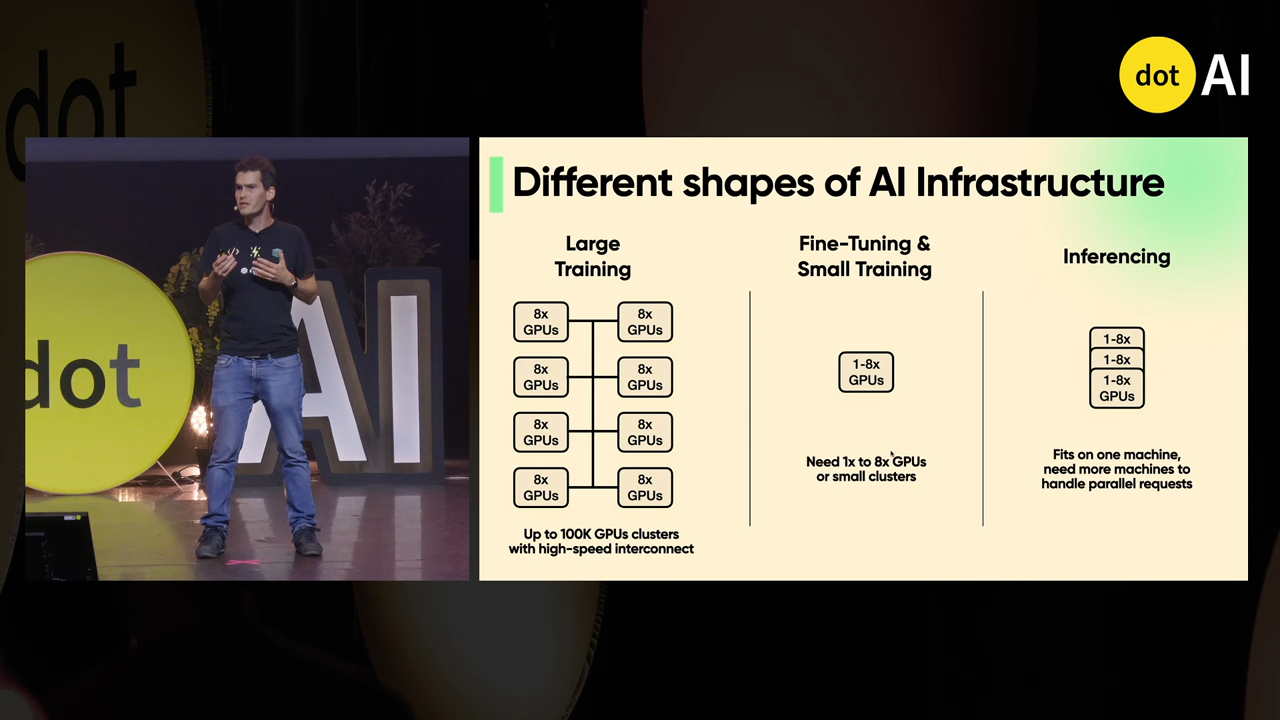 dot
dot AI
dot AI
Different shapes of AI Infrastructure
Large
Training
8x
GPUs
8x
GPUs
8x
GPUs
8x
GPUs
8x
GPUs
8x
GPUs
8x
GPUs
8x
GPUs
Up to 100K GPUs clusters
with high-speed interconnect
Fine-Tuning &
Small Training
1-8x
GPUs
Need 1x to 8x GPUs
or small clusters
Inferencing
1-8x
1-8x
1-8x
GPUs
Fits on one machine,
need more machines to
handle parallel requests